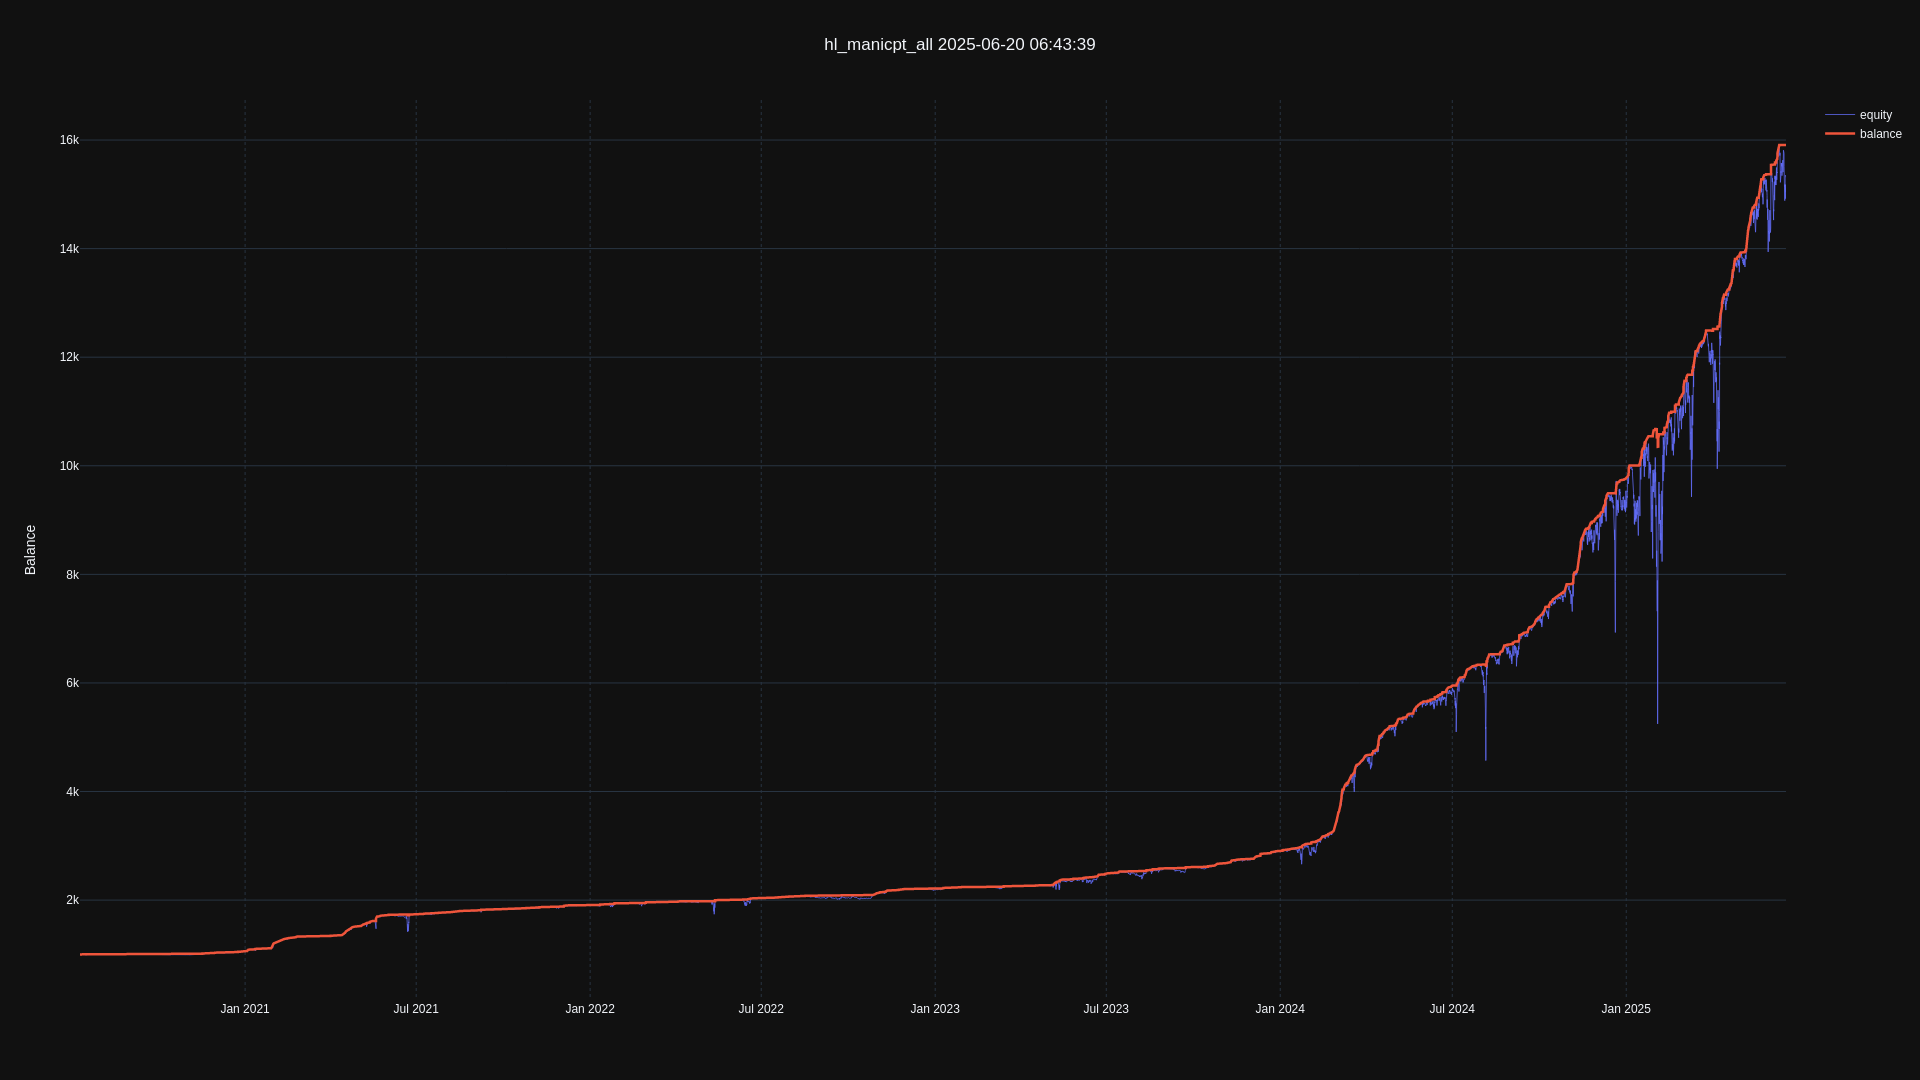 hl_manicpt_all 2025-06-20 06:43:39
equity
balance
16k
14k
12k
10k
8k
6k
4k
2k
Balance
Jan 2021
Jul 2021
Jan 2022
Jul 2022
Jan 2023
Jul 2023
Jan 2024
Jul 2024
Jan 2025